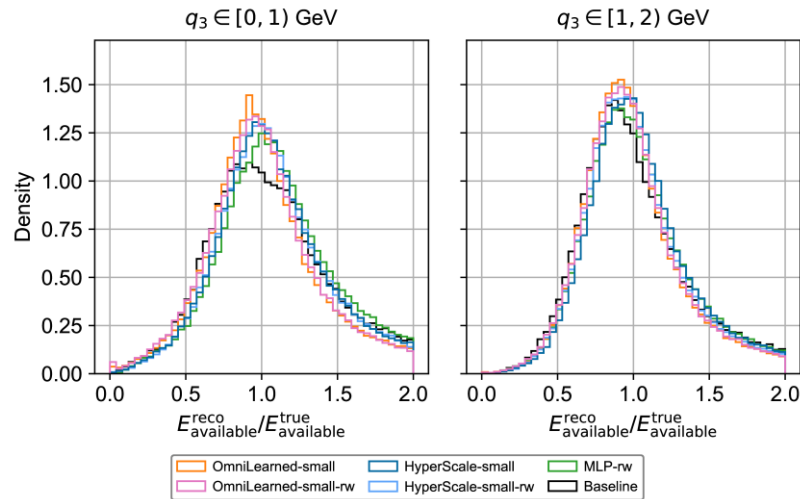 q₃ ∈ [0, 1) GeV
q₃ ∈ [1, 2) GeV
Density
1.50
1.25
1.00
0.75
0.50
0.25
0.00
0.0 0.5 1.0 1.5 2.0
0.0 0.5 1.0 1.5 2.0
E^reco_available/E^true_available
E^reco_available/E^true_available
OmniLearned-small HyperScale-small MLP-rw
OmniLearned-small-rw HyperScale-small-rw Baseline